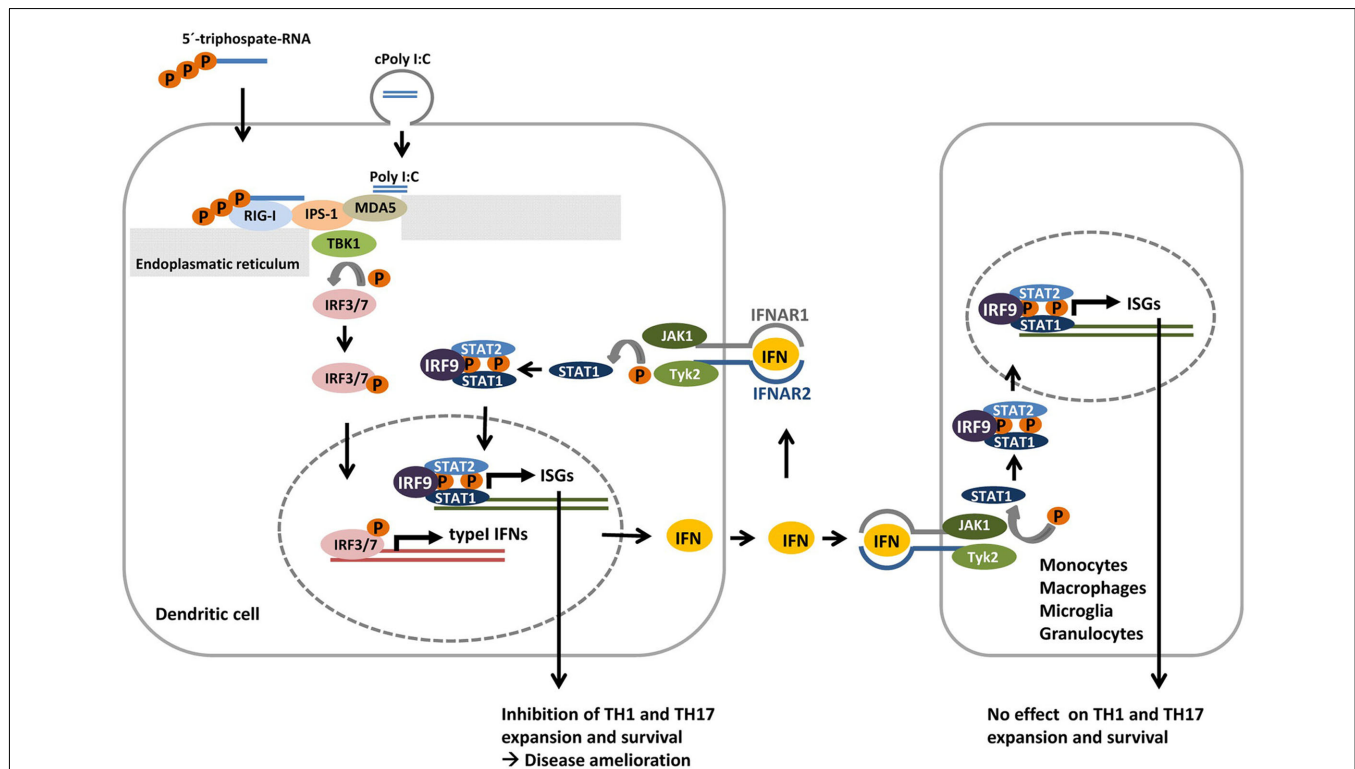 5´-triphospate-RNA
P P P
cPoly I:C
Poly I:C
P P P
RIG-I
IPS-1
MDA5
TBK1
Endoplasmatic reticulum
P
IRF3/7
IRF3/7
P
IRF9
STAT2
P P
STAT1
STAT1
P
JAK1
Tyk2
IFNAR1
IFN
IFNAR2
IRF9
STAT2
P P
STAT1
ISGs
P
IRF3/7
typeI IFNs
Dendritic cell
IFN
IFN
IFN
JAK1
Tyk2
STAT1
P
IRF9
STAT2
P P
STAT1
IRF9
STAT2
P P
STAT1
ISGs
Monocytes
Macrophages
Microglia
Granulocytes
Inhibition of TH1 and TH17
expansion and survival
→ Disease amelioration
No effect on TH1 and TH17
expansion and survival